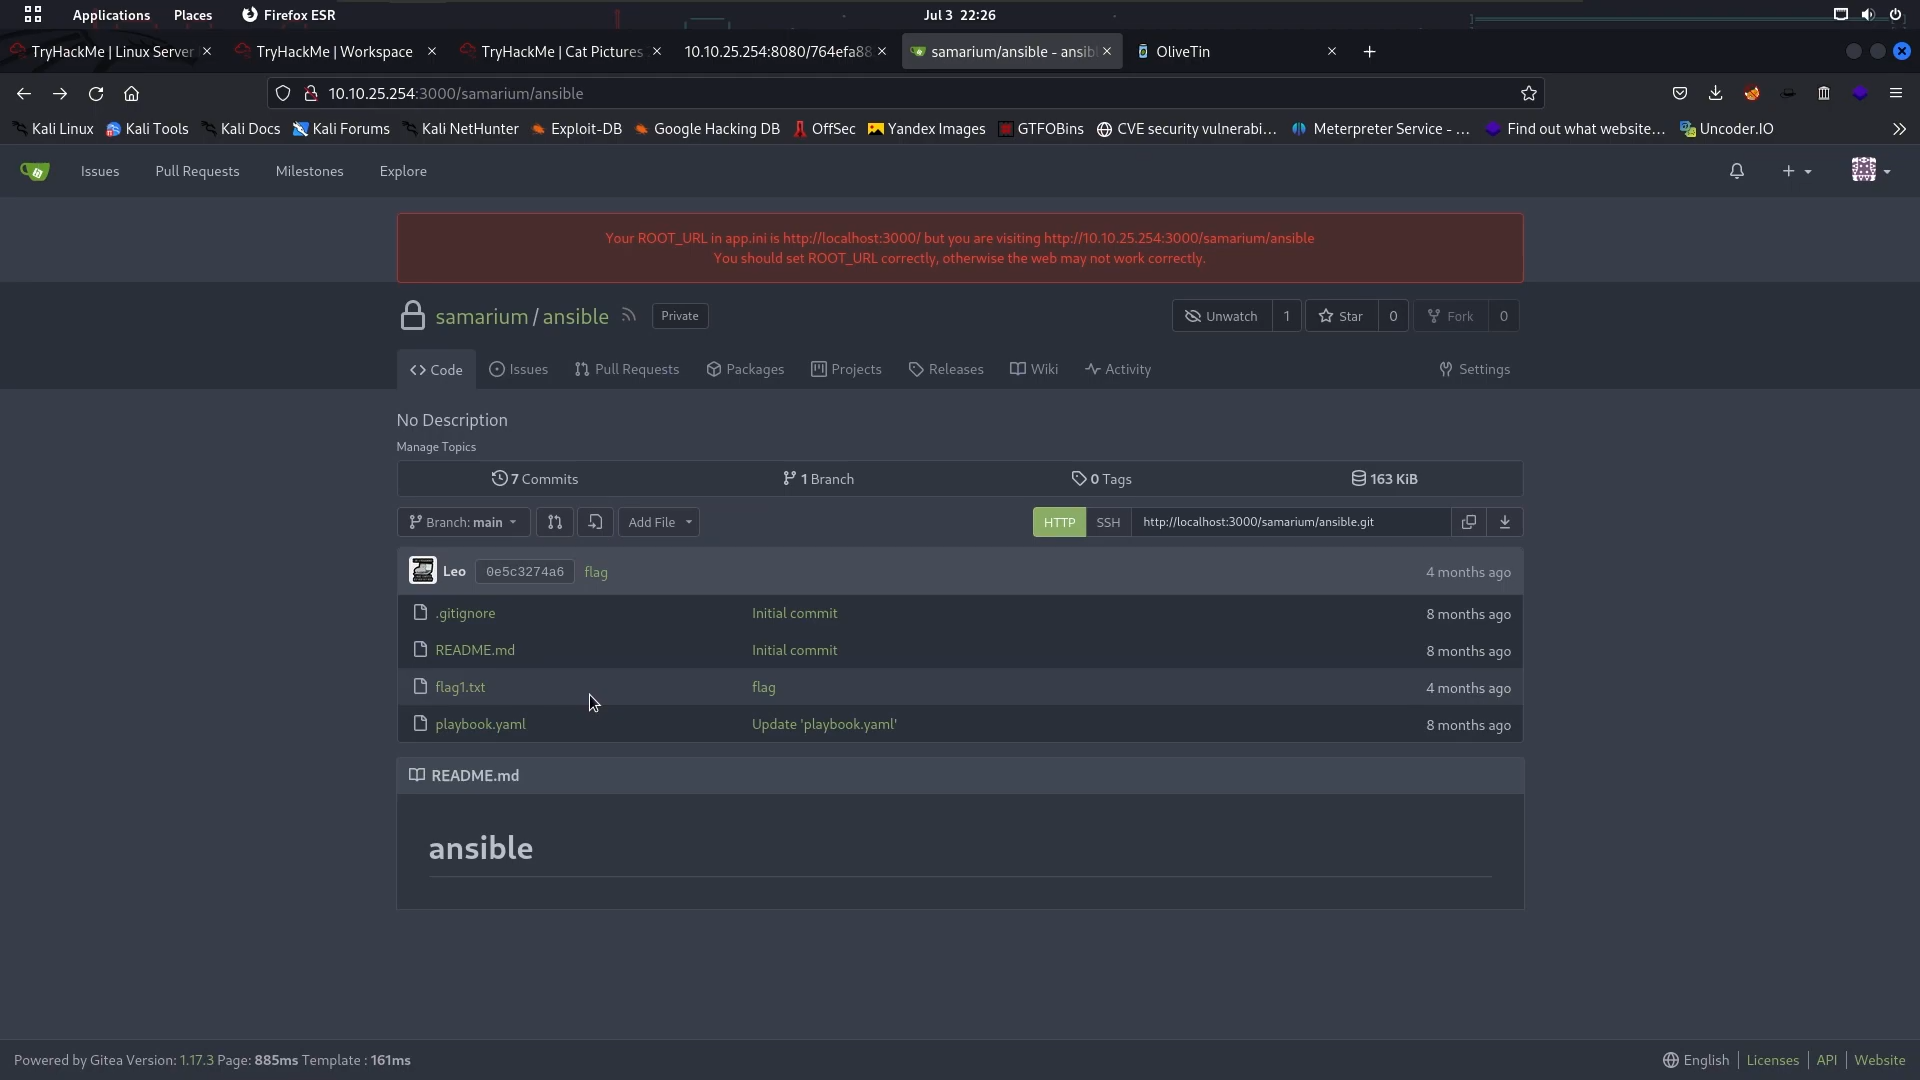 Applications Places Firefox ESR Jul 3 22:26
TryHackMe | Linux Server TryHackMe | Workspace TryHackMe | Cat Pictures 10.10.25.254:8080/764efa88 samarium/ansible - ansibl OliveTin
10.10.25.254:3000/samarium/ansible
Kali Linux Kali Tools Kali Docs Kali Forums Kali NetHunter Exploit-DB Google Hacking DB OffSec Yandex Images GTFOBins CVE security vulnerabi... Meterpreter Service - ... Find out what website... Uncoder.IO
Issues Pull Requests Milestones Explore
Your ROOT_URL in app.ini is http://localhost:3000/ but you are visiting http://10.10.25.254:3000/samarium/ansible
You should set ROOT_URL correctly, otherwise the web may not work correctly.
samarium / ansible Private Unwatch 1 Star 0 Fork 0
Code Issues Pull Requests Packages Projects Releases Wiki Activity Settings
No Description
Manage Topics
7 Commits 1 Branch 0 Tags 163 KiB
Branch: main Add File HTTP SSH http://localhost:3000/samarium/ansible.git
Leo 0e5c3274a6 flag 4 months ago
.gitignore Initial commit 8 months ago
README.md Initial commit 8 months ago
flag1.txt flag 4 months ago
playbook.yaml Update 'playbook.yaml' 8 months ago
README.md
ansible
Powered by Gitea Version: 1.17.3 Page: 885ms Template : 161ms English Licenses API Website